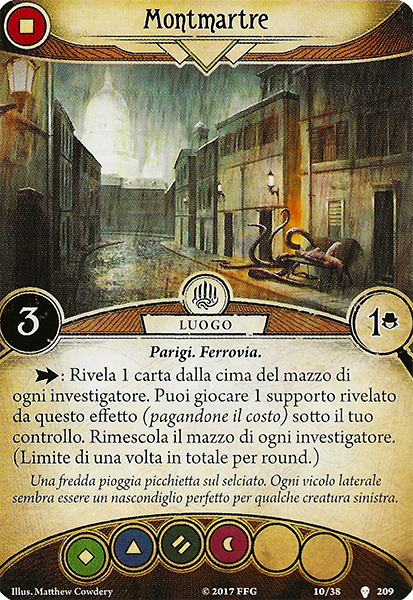 Montmartre
3
LUOGO
1
Parigi. Ferrovia.
: Rivela 1 carta dalla cima del mazzo di
ogni investigatore. Puoi giocare 1 supporto rivelato
da questo effetto (pagandone il costo) sotto il tuo
controllo. Rimescola il mazzo di ogni investigatore.
(Limite di una volta in totale per round.)
Una fredda pioggia picchietta sul selciato. Ogni vicolo laterale
sembra essere un nascondiglio perfetto per qualche creatura sinistra.
Illus. Matthew Cowdery © 2017 FFG 10/38 209